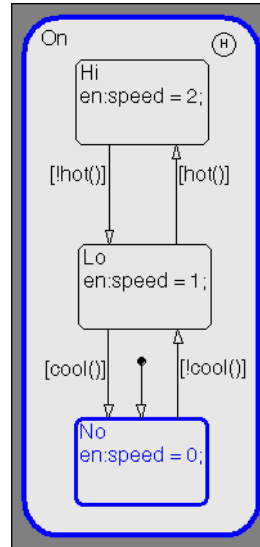 On
H
Hi
en:speed = 2;
[!hot()]
[hot()]
Lo
en:speed = 1;
[cool()]
[!cool()]
No
en:speed = 0;